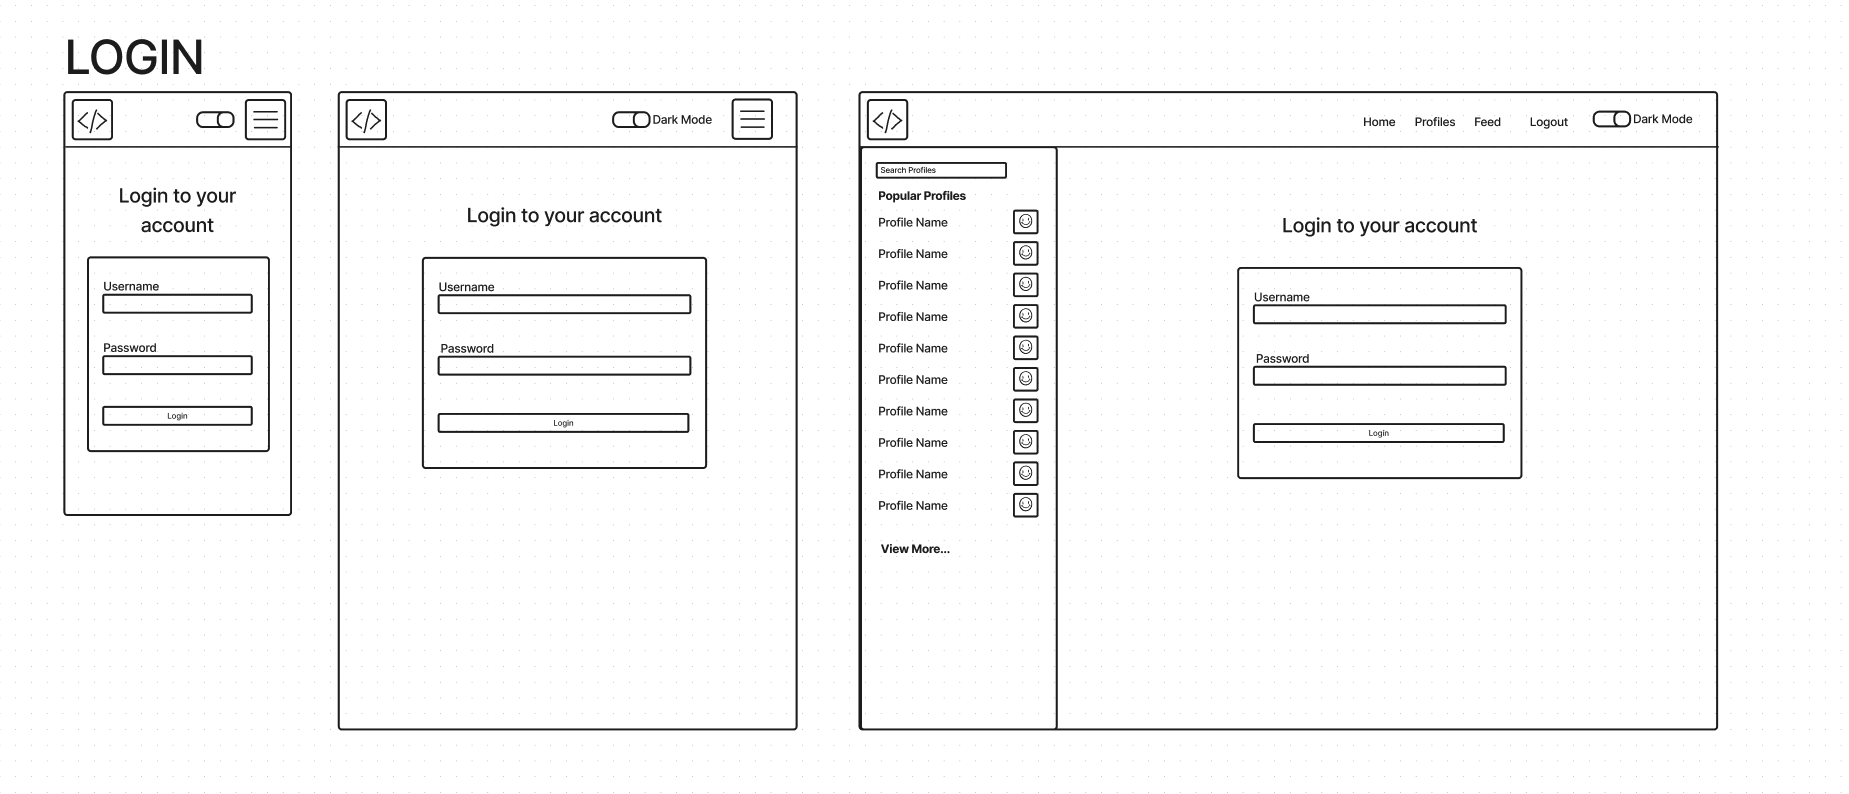 LOGIN
</>
Login to your
account
Username
Password
Login
</>
Dark Mode
Login to your account
Username
Password
Login
</>
Home Profiles Feed Logout Dark Mode
Search Profiles
Popular Profiles
Profile Name
Profile Name
Profile Name
Profile Name
Profile Name
Profile Name
Profile Name
Profile Name
Profile Name
Profile Name
View More...
Login to your account
Username
Password
Login